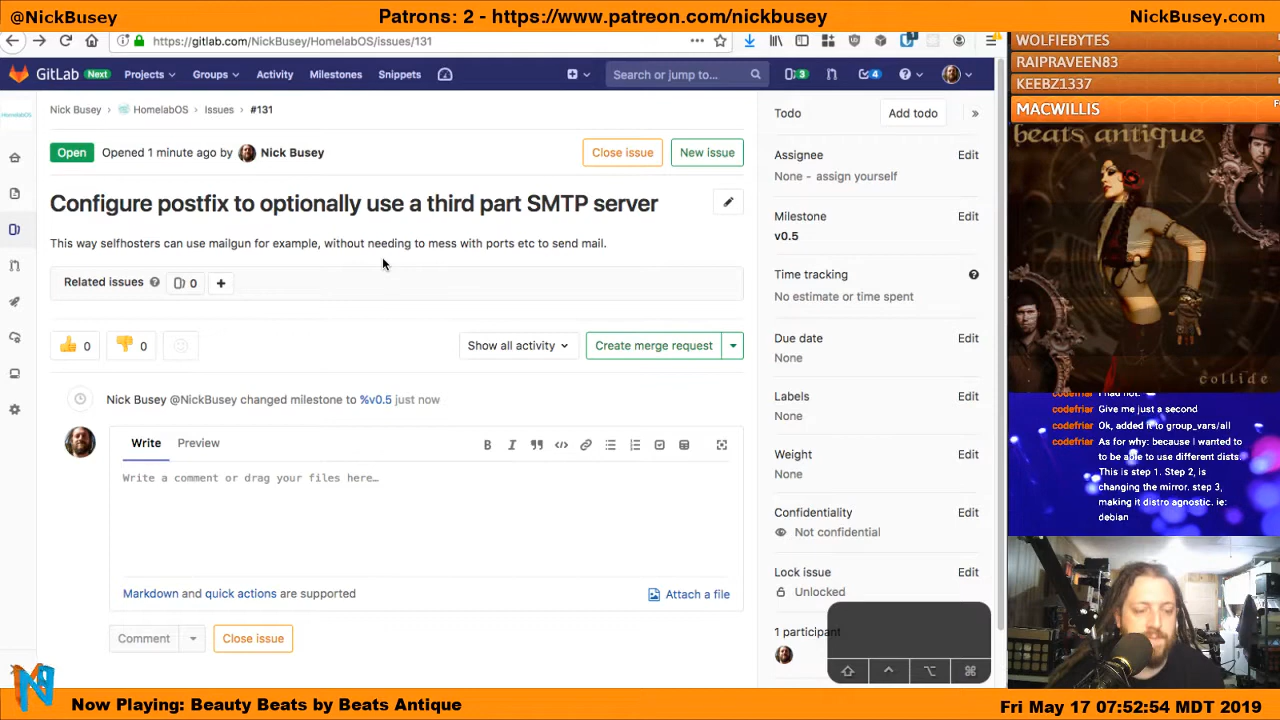 @NickBusey
Patrons: 2 - https://www.patreon.com/nickbusey
NickBusey.com
https://gitlab.com/NickBusey/HomelabOS/issues/131
GitLab Next Projects Groups Activity Milestones Snippets Search or jump to... 3 4
Nick Busey HomelabOS Issues #131
HomelabOS
Open Opened 1 minute ago by Nick Busey Close issue New issue
Configure postfix to optionally use a third part SMTP server
This way selfhosters can use mailgun for example, without needing to mess with ports etc to send mail.
Related issues 0
0 0 Show all activity Create merge request
Nick Busey @NickBusey changed milestone to %v0.5 just now
Write Preview
Write a comment or drag your files here…
Markdown and quick actions are supported Attach a file
Comment Close issue
Todo Add todo
Assignee Edit
None - assign yourself
Milestone Edit
v0.5
Time tracking
No estimate or time spent
Due date Edit
None
Labels Edit
None
Weight Edit
None
Confidentiality Edit
Not confidential
Lock issue Edit
Unlocked
1 participant
WOLFIEBYTES
RAIPRAVEEN83
KEEBZ1337
MACWILLIS
beats antique
collide
codefriar I had not.
codefriar Give me just a second
codefriar Ok, added it to group_vars/all
codefriar As for why: because I wanted to be able to use different dists. This is step 1. Step 2, is changing the mirror. step 3, making it distro agnostic. ie: debian
Now Playing: Beauty Beats by Beats Antique
Fri May 17 07:52:54 MDT 2019